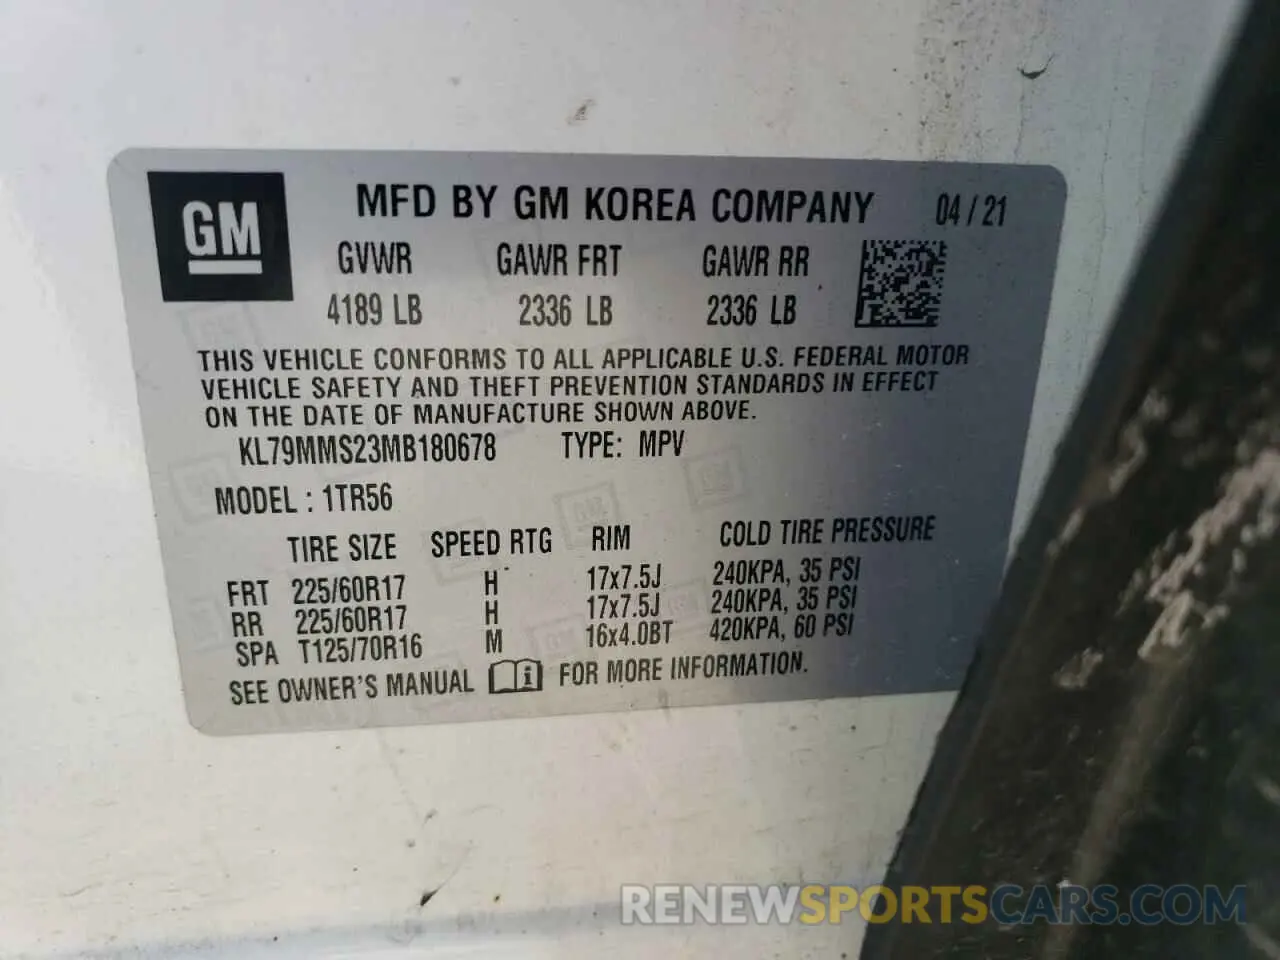 GM
MFD BY GM KOREA COMPANY 04 / 21
GVWR GAWR FRT GAWR RR
4189 LB 2336 LB 2336 LB
THIS VEHICLE CONFORMS TO ALL APPLICABLE U.S. FEDERAL MOTOR
VEHICLE SAFETY AND THEFT PREVENTION STANDARDS IN EFFECT
ON THE DATE OF MANUFACTURE SHOWN ABOVE.
KL79MMS23MB180678 TYPE: MPV
MODEL : 1TR56
TIRE SIZE SPEED RTG RIM COLD TIRE PRESSURE
FRT 225/60R17 H 17x7.5J 240KPA, 35 PSI
RR 225/60R17 H 17x7.5J 240KPA, 35 PSI
SPA T125/70R16 M 16x4.0BT 420KPA, 60 PSI
SEE OWNER'S MANUAL FOR MORE INFORMATION.
RENEWSPORTSCARS.COM